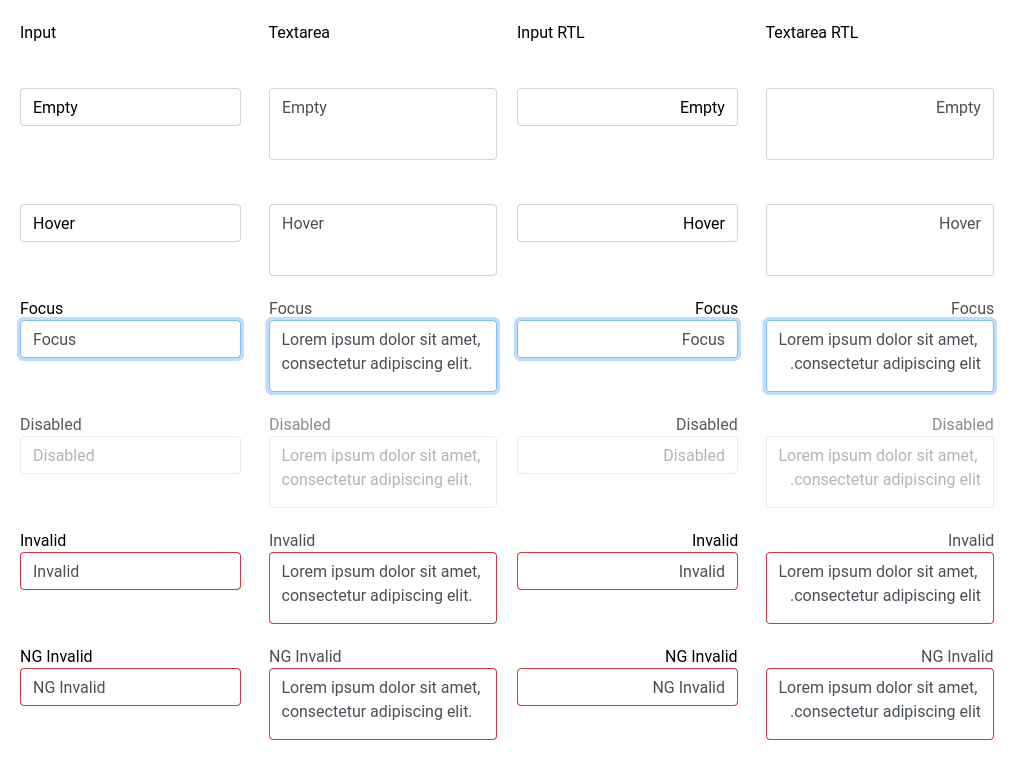 Input
Textarea
Input RTL
Textarea RTL
Empty
Empty
Empty
Empty
Hover
Hover
Hover
Hover
Focus
Focus
Focus
Focus
Focus
Lorem ipsum dolor sit amet,
consectetur adipiscing elit.
Focus
Lorem ipsum dolor sit amet,
.consectetur adipiscing elit
Disabled
Disabled
Disabled
Disabled
Disabled
Lorem ipsum dolor sit amet,
consectetur adipiscing elit.
Disabled
Lorem ipsum dolor sit amet,
.consectetur adipiscing elit
Invalid
Invalid
Invalid
Invalid
Invalid
Lorem ipsum dolor sit amet,
consectetur adipiscing elit.
Invalid
Lorem ipsum dolor sit amet,
.consectetur adipiscing elit
NG Invalid
NG Invalid
NG Invalid
NG Invalid
NG Invalid
Lorem ipsum dolor sit amet,
consectetur adipiscing elit.
NG Invalid
Lorem ipsum dolor sit amet,
.consectetur adipiscing elit